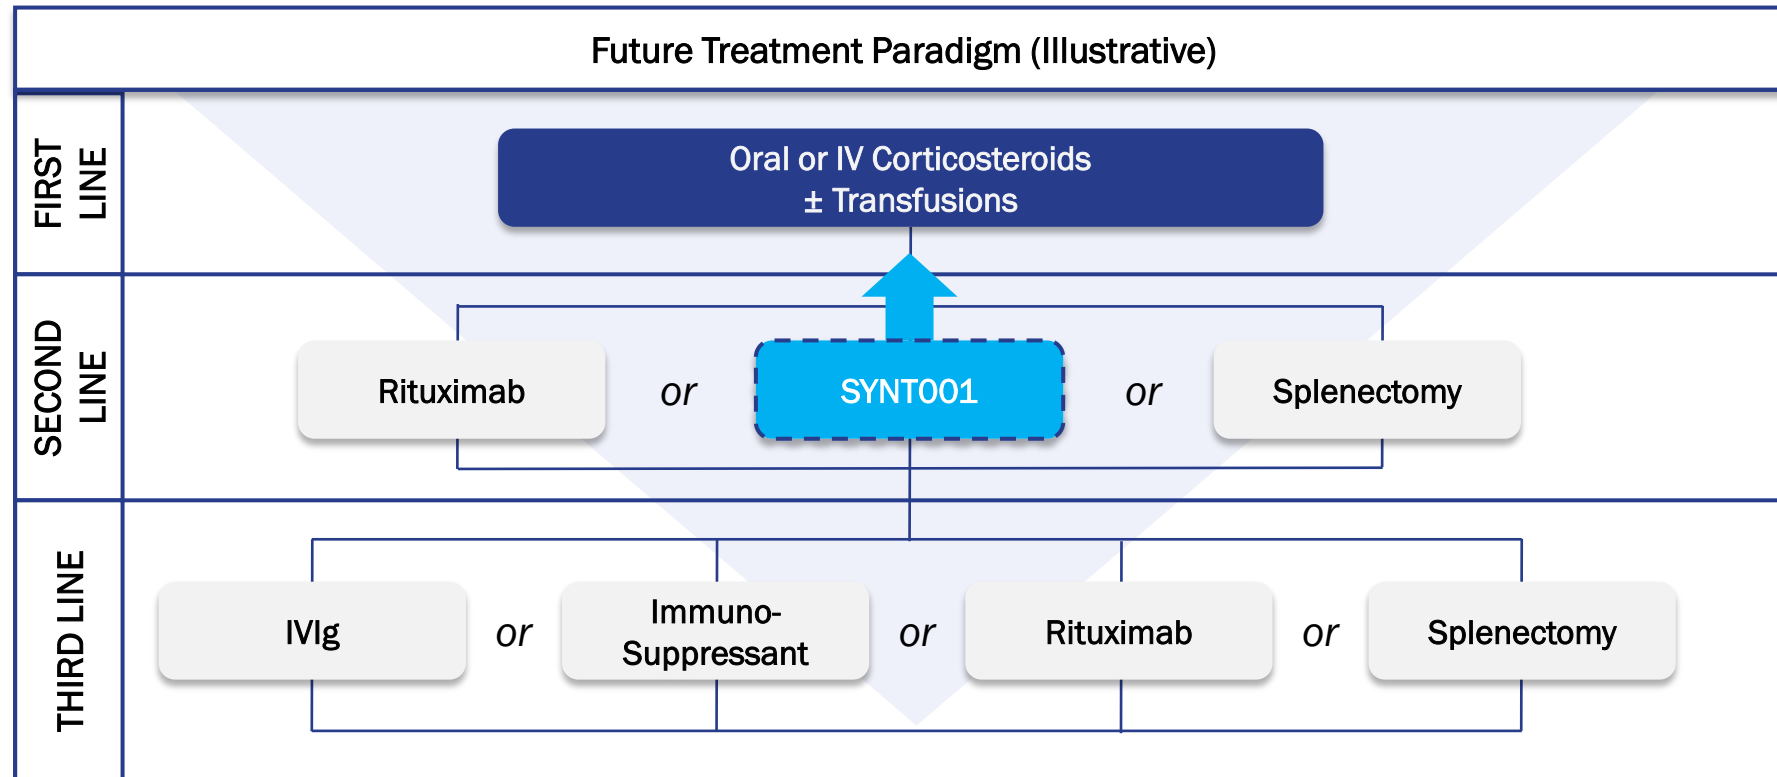 Future Treatment Paradigm (Illustrative)
FIRST
LINE
Oral or IV Corticosteroids
± Transfusions
SECOND
LINE
Rituximab
or
SYNT001
or
Splenectomy
THIRD LINE
IVIg
or
Immuno-
Suppressant
or
Rituximab
or
Splenectomy